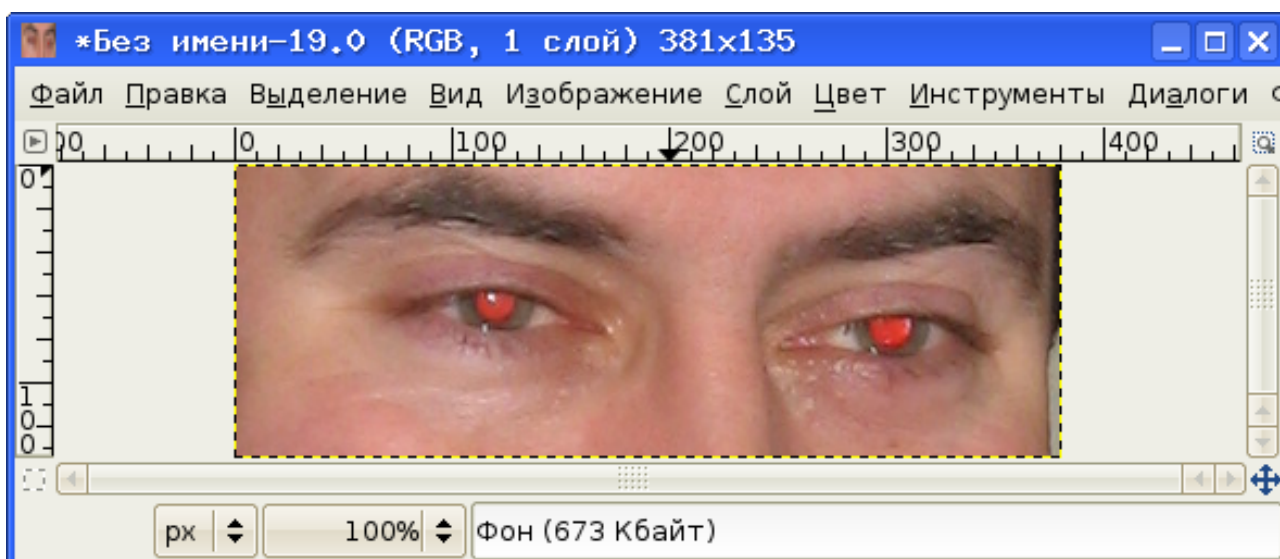 *Без имени-19.0 (RGB, 1 слой) 381x135
Файл Правка Выделение Вид Изображение Слой Цвет Инструменты Диалоги
0 100 200 300 400
0
100
px 100% Фон (673 Кбайт)